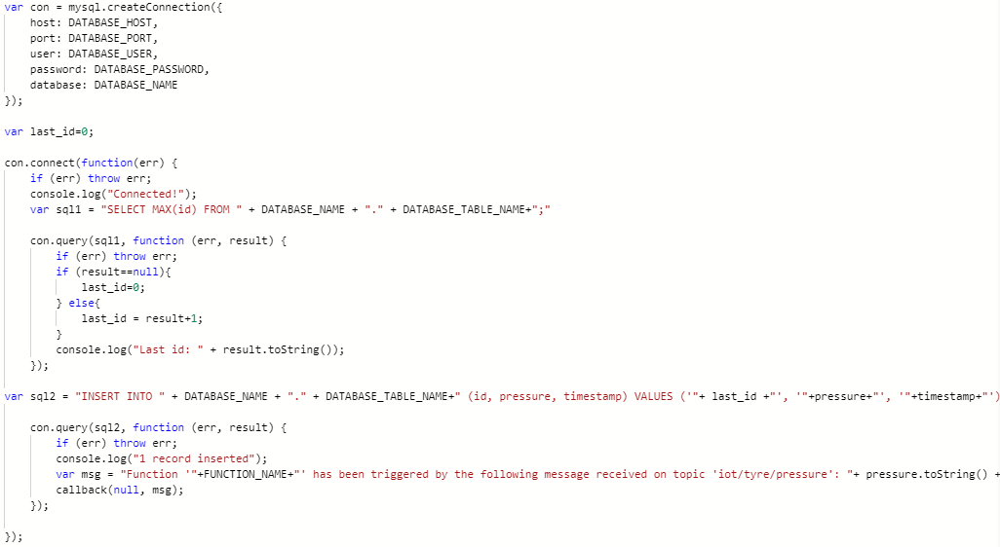 var con = mysql.createConnection({
    host: DATABASE_HOST,
    port: DATABASE_PORT,
    user: DATABASE_USER,
    password: DATABASE_PASSWORD,
    database: DATABASE_NAME
});
var last_id=0;
con.connect(function(err) {
    if (err) throw err;
    console.log("Connected!");
    var sql1 = "SELECT MAX(id) FROM " + DATABASE_NAME + "." + DATABASE_TABLE_NAME+";"
    con.query(sql1, function (err, result) {
        if (err) throw err;
        if (result==null){
            last_id=0;
        } else{
            last_id = result+1;
        }
        console.log("Last id: " + result.toString());
    });
var sql2 = "INSERT INTO " + DATABASE_NAME + "." + DATABASE_TABLE_NAME+" (id, pressure, timestamp) VALUES ('"+ last_id +"', '"+pressure+"', '"+timestamp+"')
    con.query(sql2, function (err, result) {
        if (err) throw err;
        console.log("1 record inserted");
        var msg = "Function '"+FUNCTION_NAME+"' has been triggered by the following message received on topic 'iot/tyre/pressure': "+ pressure.toString() +
        callback(null, msg);
    });
});